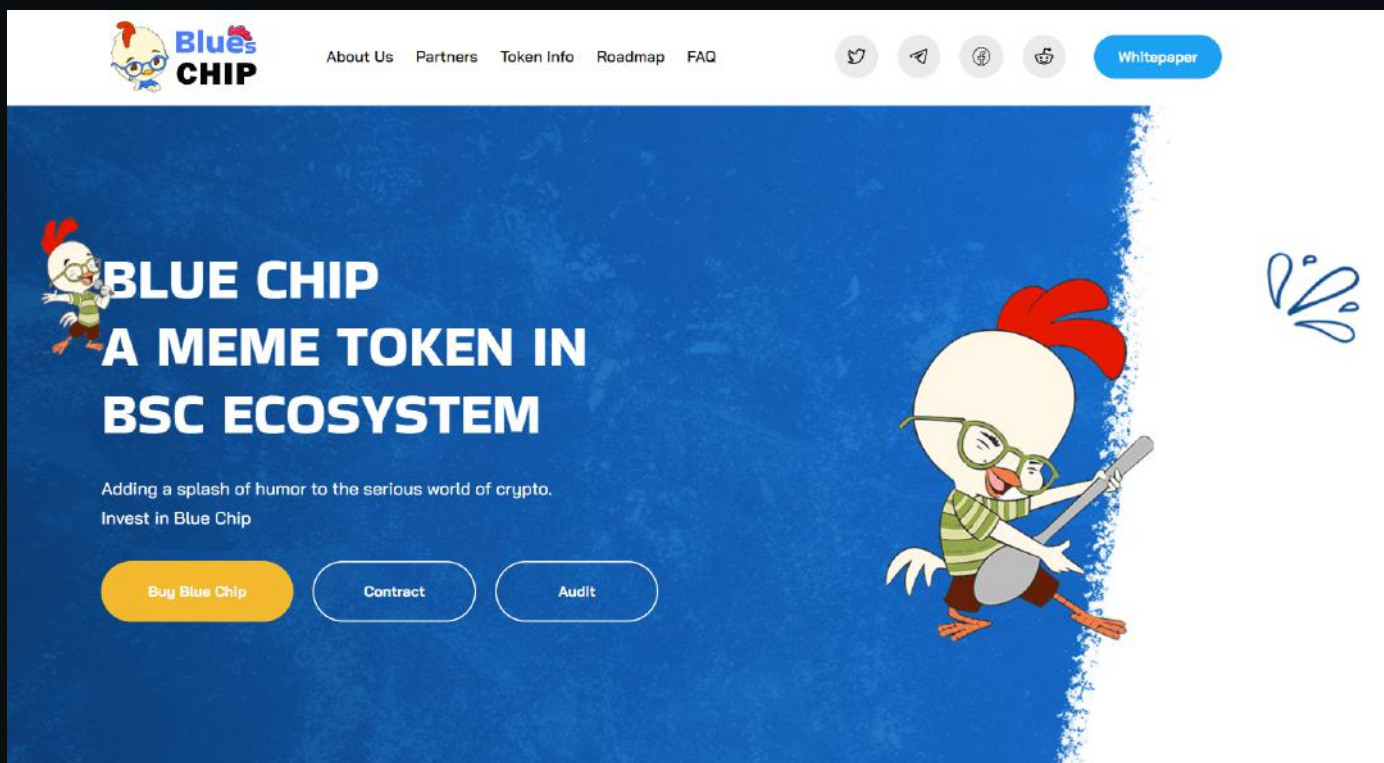 Blues
CHIP
About Us Partners Token Info Roadmap FAQ
Whitepaper
BLUE CHIP
A MEME TOKEN IN
BSC ECOSYSTEM
Adding a splash of humor to the serious world of crypto.
Invest in Blue Chip
Buy Blue Chip Contract Audit